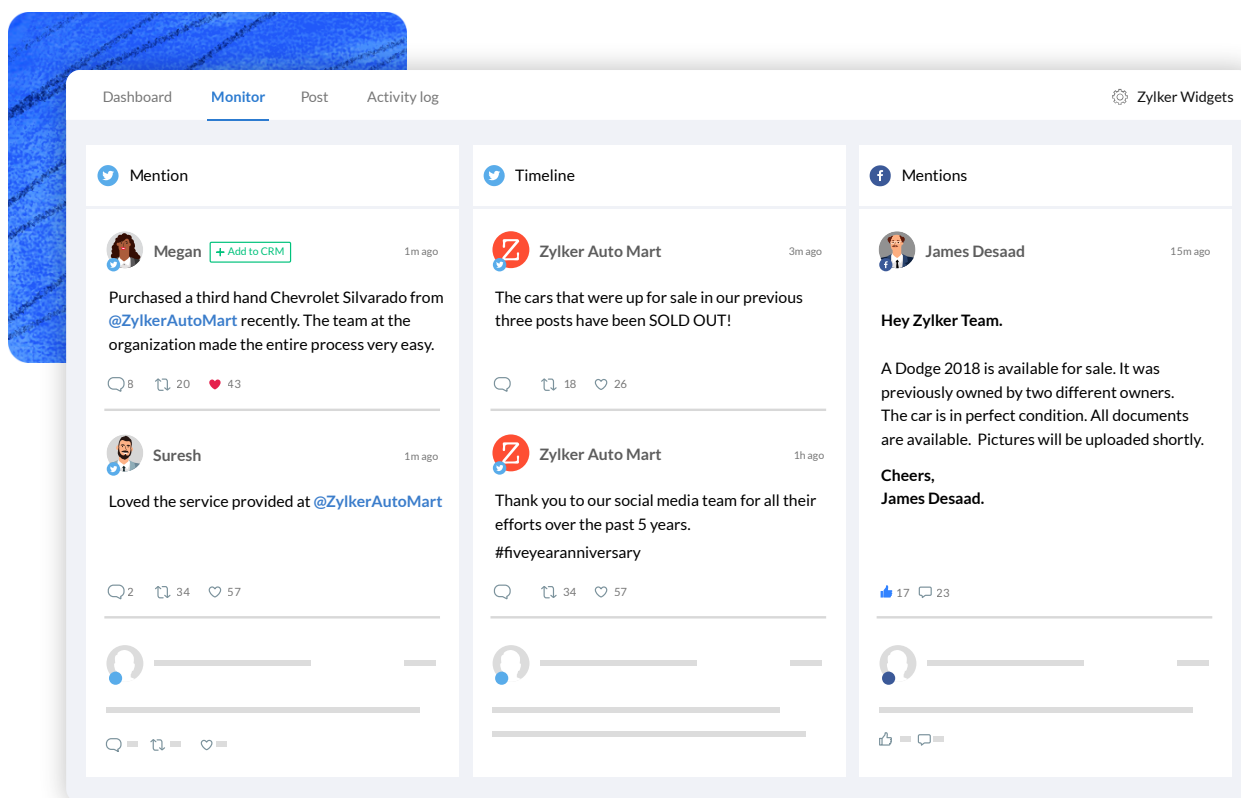 Dashboard Monitor Post Activity log Zylker Widgets
Mention
Megan + Add to CRM 1m ago
Purchased a third hand Chevrolet Silvarado from
@ZylkerAutoMart recently. The team at the
organization made the entire process very easy.
8 20 43
Suresh 1m ago
Loved the service provided at @ZylkerAutoMart
2 34 57
Timeline
Z Zylker Auto Mart 3m ago
The cars that were up for sale in our previous
three posts have been SOLD OUT!
18 26
Z Zylker Auto Mart 1h ago
Thank you to our social media team for all their
efforts over the past 5 years.
#fiveyearanniversary
34 57
f Mentions
f James Desaad 15m ago
Hey Zylker Team.
A Dodge 2018 is available for sale. It was
previously owned by two different owners.
The car is in perfect condition. All documents
are available. Pictures will be uploaded shortly.
Cheers,
James Desaad.
17 23